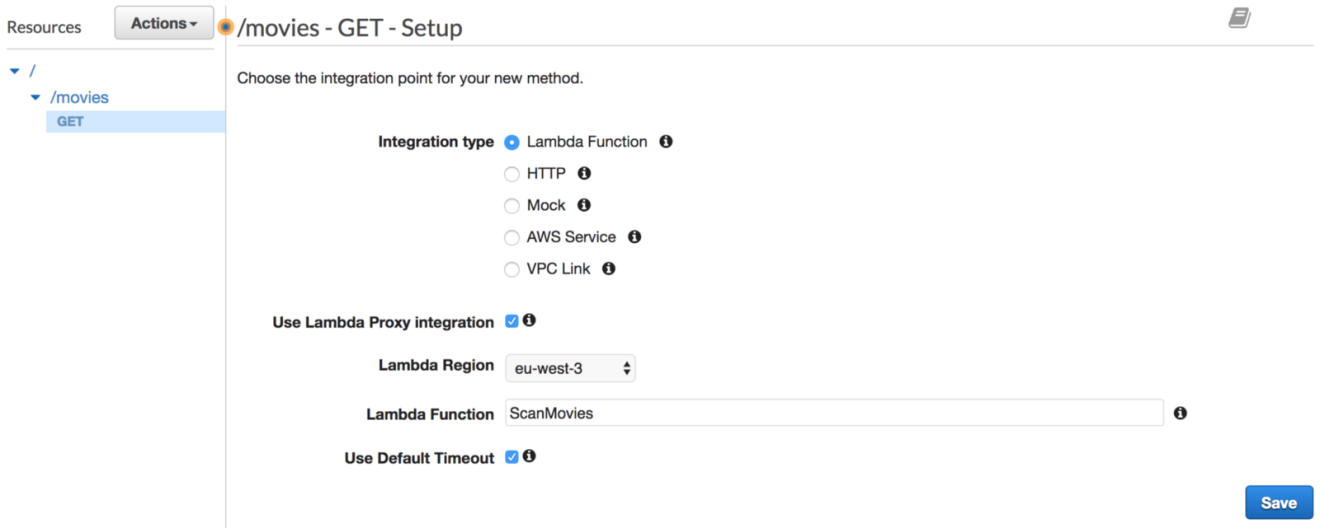 Resources
Actions
/movies - GET - Setup
/
/movies
GET
Choose the integration point for your new method.
Integration type
Lambda Function
HTTP
Mock
AWS Service
VPC Link
Use Lambda Proxy integration
Lambda Region
eu-west-3
Lambda Function
ScanMovies
Use Default Timeout
Save